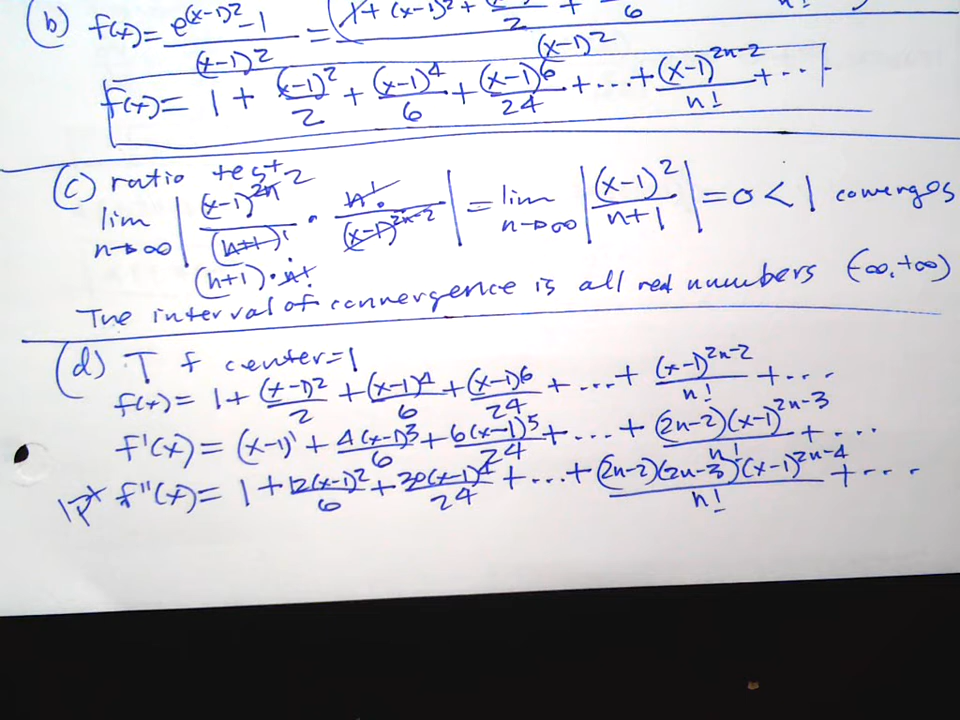 (b) f(x) = e^(x-1)^2 - 1 / (x-1)^2 = (1 + (x-1)^2 + / 2 + / 6 n! / (x-1)^2
f(x) = 1 + (x-1)^2/2 + (x-1)^4/6 + (x-1)^6/24 + ... + (x-1)^(2n-2)/n! + ...
(c) ratio test
lim n→∞ | (x-1)^2n / (n+1)! · n! / (x-1)^(2n-2) | = lim n→∞ | (x-1)^2 / n+1 | = 0 < 1 converges
(n+1)·n!
The interval of convergence is all real numbers (-∞, +∞)
(d) T f center=1
f(x) = 1 + (x-1)^2/2 + (x-1)^4/6 + (x-1)^6/24 + ... + (x-1)^(2n-2)/n! + ...
f'(x) = (x-1)^1 + 4(x-1)^3/6 + 6(x-1)^5/24 + ... + (2n-2)(x-1)^(2n-3)/n! + ...
f''(x) = 1 + 12(x-1)^2/6 + 30(x-1)^4/24 + ... + (2n-2)(2n-3)(x-1)^(2n-4)/n! + ...